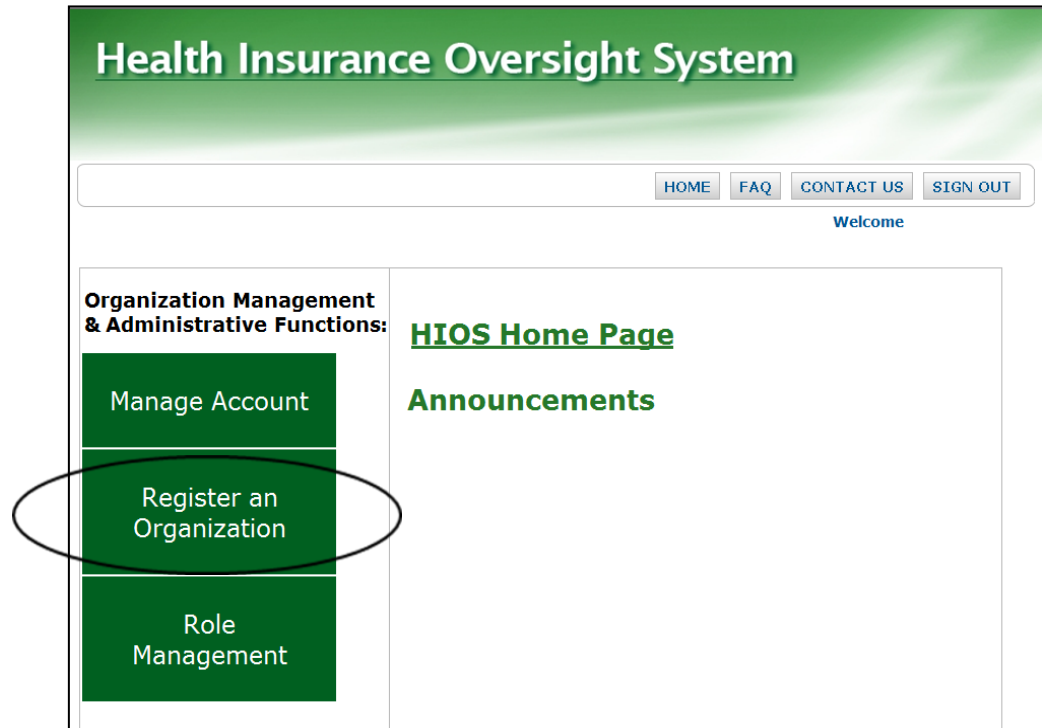 Health Insurance Oversight System
HOME FAQ CONTACT US SIGN OUT
Welcome
Organization Management
& Administrative Functions:
Manage Account
Register an
Organization
Role
Management
HIOS Home Page
Announcements